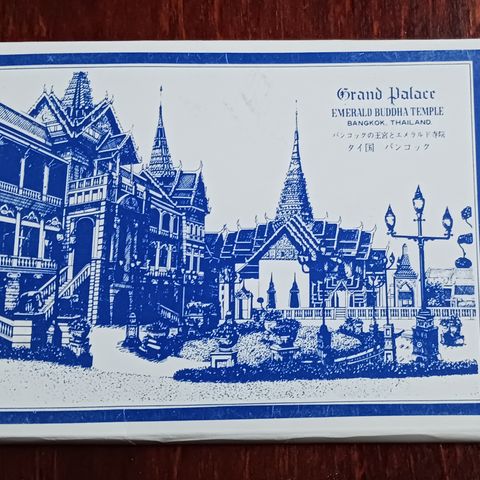 Grand Palace
EMERALD BUDDHA TEMPLE
BANGKOK, THAILAND.
バンコックの王宮とエメラルド寺院
タイ国 バンコック